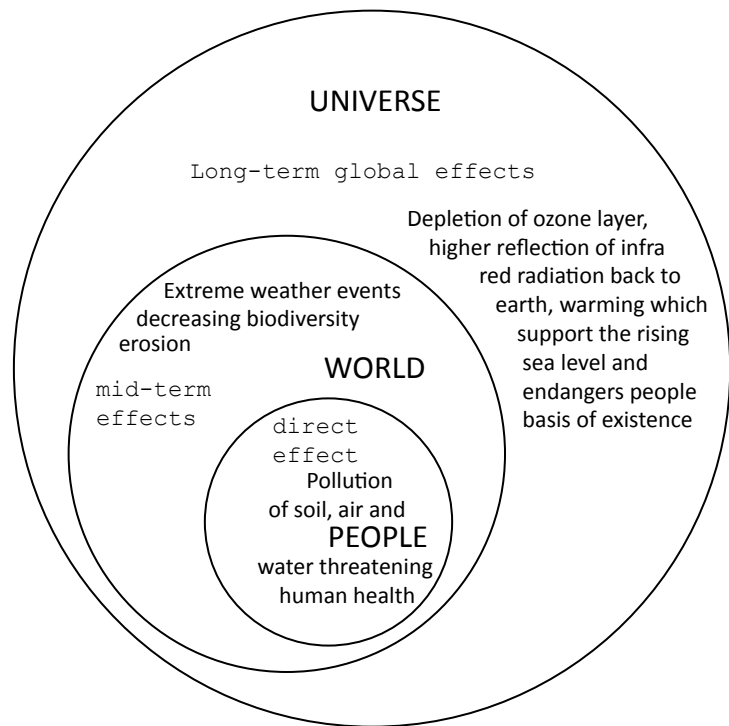 UNIVERSE
Long-term global effects
Depletion of ozone layer,
higher reflection of infra
red radiation back to
earth, warming which
support the rising
sea level and
endangers people
basis of existence
Extreme weather events
decreasing biodiversity
erosion
WORLD
mid-term
effects
direct
effect
Pollution
of soil, air and
PEOPLE
water threatening
human health